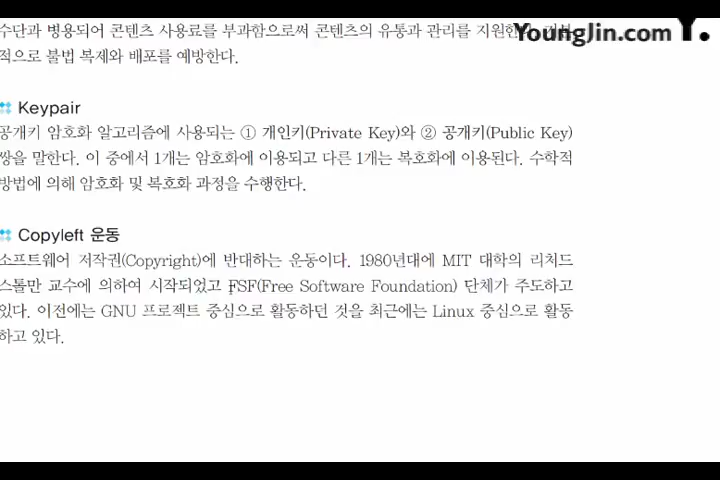 수단과 병용되어 콘텐츠 사용료를 부과함으로써 콘텐츠의 유통과 관리를 지원한다.
YoungJin.com Y.
적으로 불법 복제와 배포를 예방한다.
Keypair
공개키 암호화 알고리즘에 사용되는 ① 개인키(Private Key)와 ② 공개키(Public Key)
쌍을 말한다. 이 중에서 1개는 암호화에 이용되고 다른 1개는 복호화에 이용된다. 수학적
방법에 의해 암호화 및 복호화 과정을 수행한다.
Copyleft 운동
소프트웨어 저작권(Copyright)에 반대하는 운동이다. 1980년대에 MIT 대학의 리처드
스톨만 교수에 의하여 시작되었고 FSF(Free Software Foundation) 단체가 주도하고
있다. 이전에는 GNU 프로젝트 중심으로 활동하던 것을 최근에는 Linux 중심으로 활동
하고 있다.